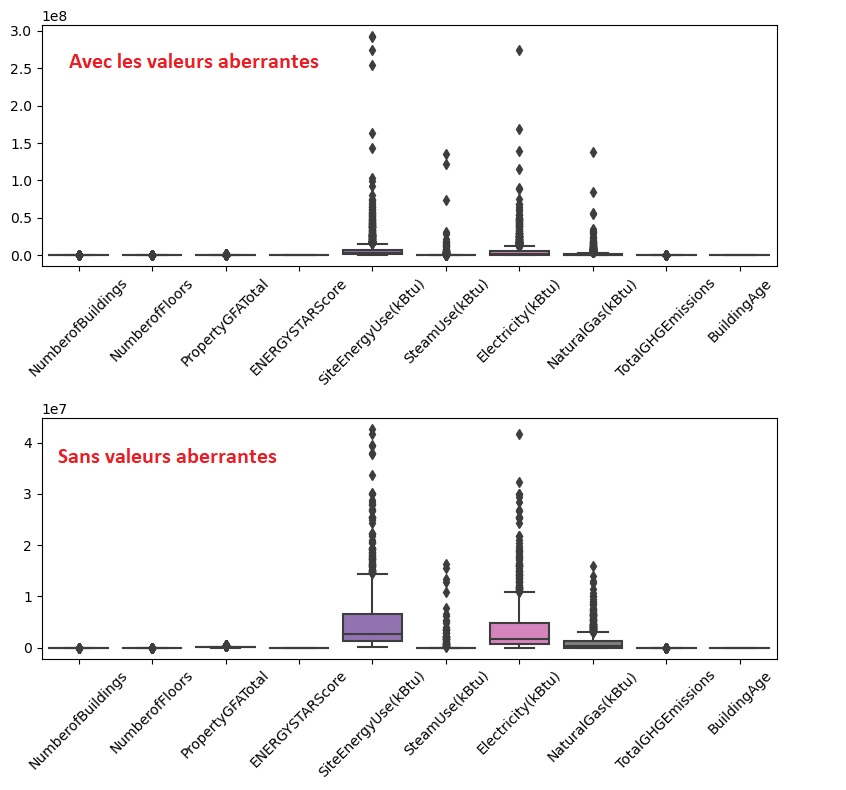 1e8
Avec les valeurs aberrantes
3.0
2.5
2.0
1.5
1.0
0.5
0.0
NumberofBuildings
NumberofFloors
PropertyGFATotal
ENERGYSTARScore
SiteEnergyUse(kBtu)
SteamUse(kBtu)
Electricity(kBtu)
NaturalGas(kBtu)
TotalGHGEmissions
BuildingAge
1e7
Sans valeurs aberrantes
4
3
2
1
0
NumberofBuildings
NumberofFloors
PropertyGFATotal
ENERGYSTARScore
SiteEnergyUse(kBtu)
SteamUse(kBtu)
Electricity(kBtu)
NaturalGas(kBtu)
TotalGHGEmissions
BuildingAge